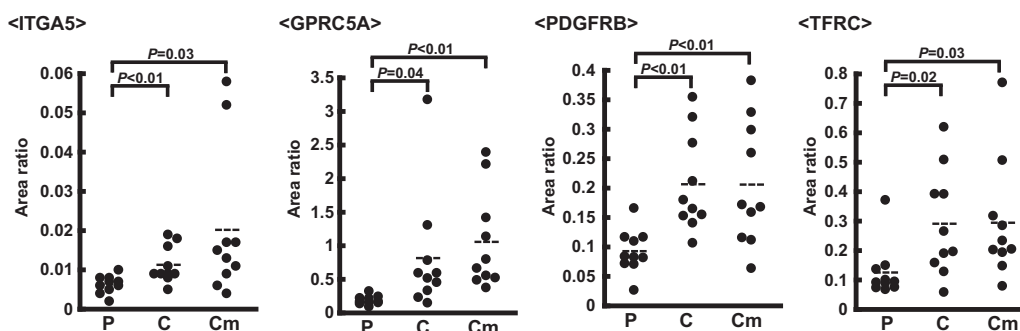 <ITGA5>
P=0.03
P<0.01
0.06
0.05
0.04
0.03
0.02
0.01
0
Area ratio
P C Cm
<GPRC5A>
P<0.01
P=0.04
3.5
3
2.5
2
1.5
1
0.5
0
Area ratio
P C Cm
<PDGFRB>
P<0.01
P<0.01
0.4
0.35
0.3
0.25
0.2
0.15
0.1
0.05
0
Area ratio
P C Cm
<TFRC>
P=0.03
P=0.02
0.8
0.7
0.6
0.5
0.4
0.3
0.2
0.1
0
Area ratio
P C Cm